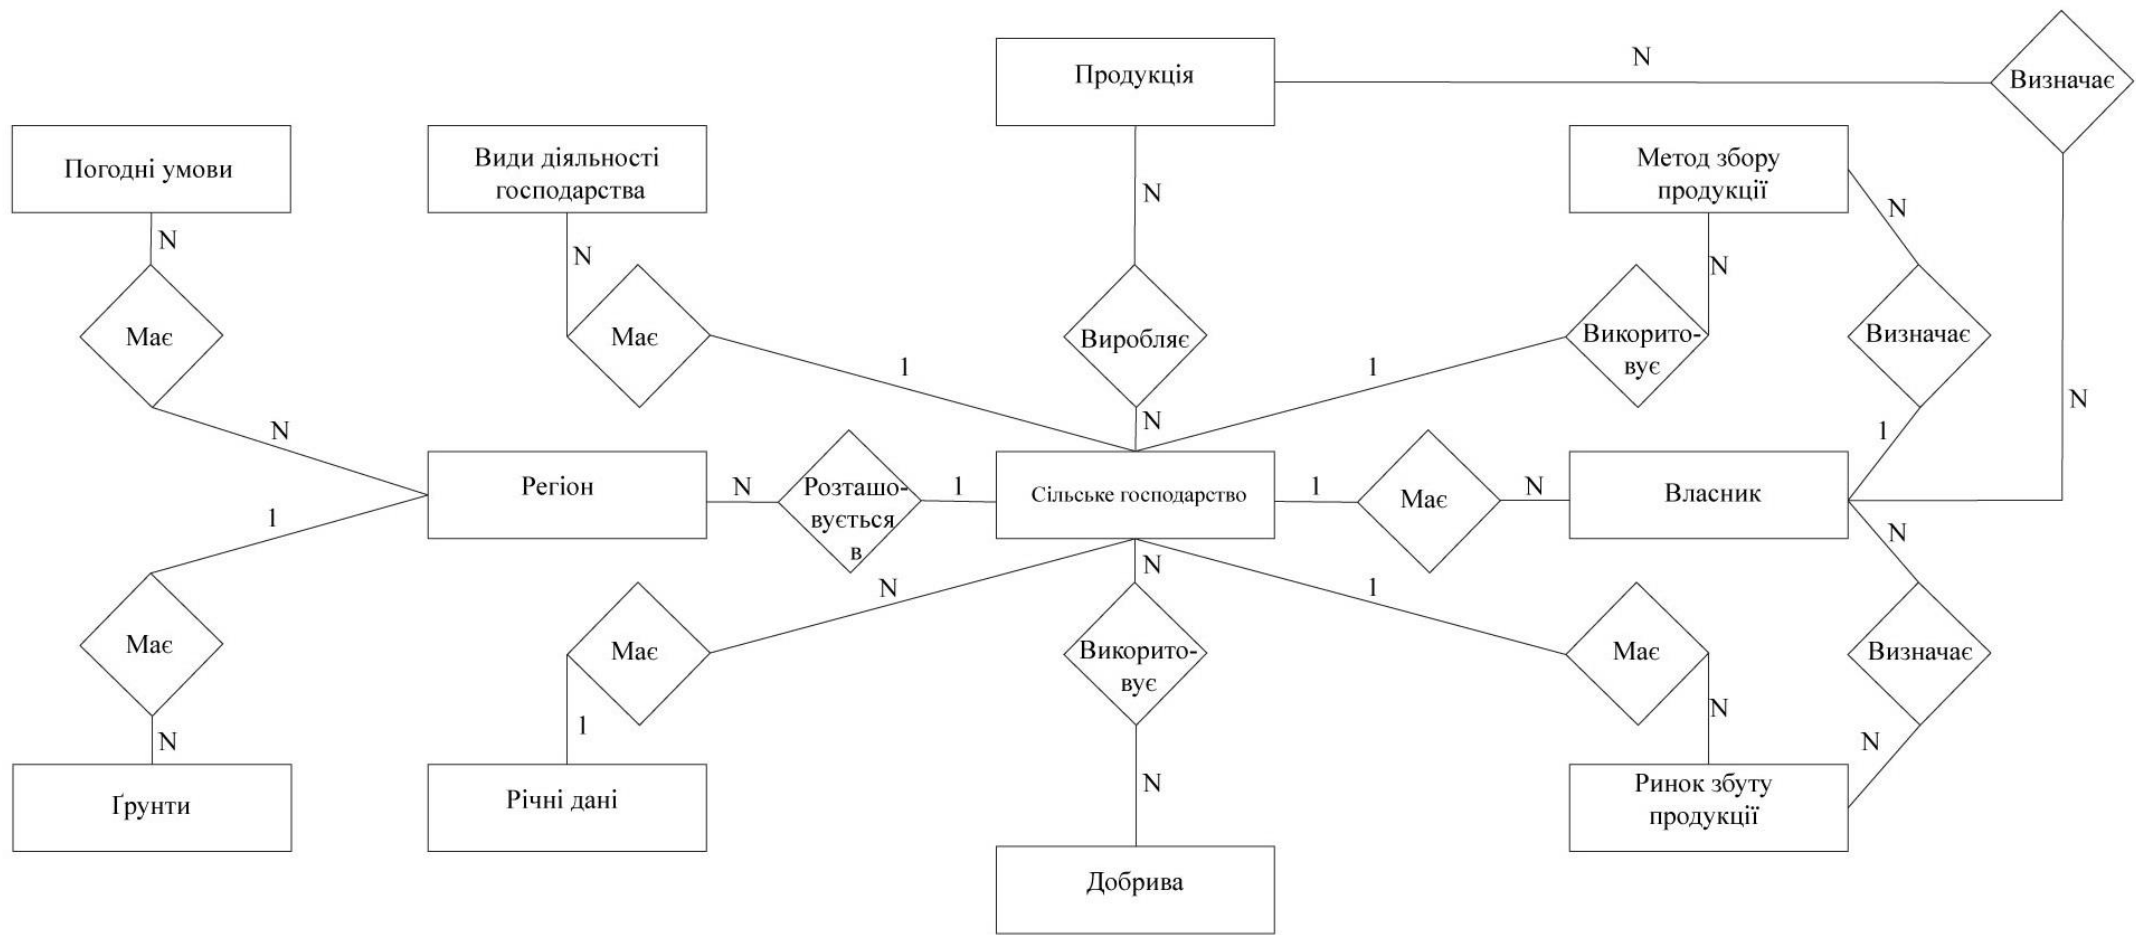 N
Продукція
Визначає
Погодні умови
Види діяльності
господарства
Метод збору
продукції
N
N
N
N
N
Має
Має
Виробляє
Використо-
вує
Визначає
1
1
N
N
N
1
Регіон
N
Розташо-
вується
в
1
Сільське господарство
1
Має
N
Власник
1
N
N
N
1
Має
Має
Викорито-
вує
Має
Визначає
1
N
N
N
N
Ґрунти
Річні дані
Ринок збуту
продукції
N
Добрива